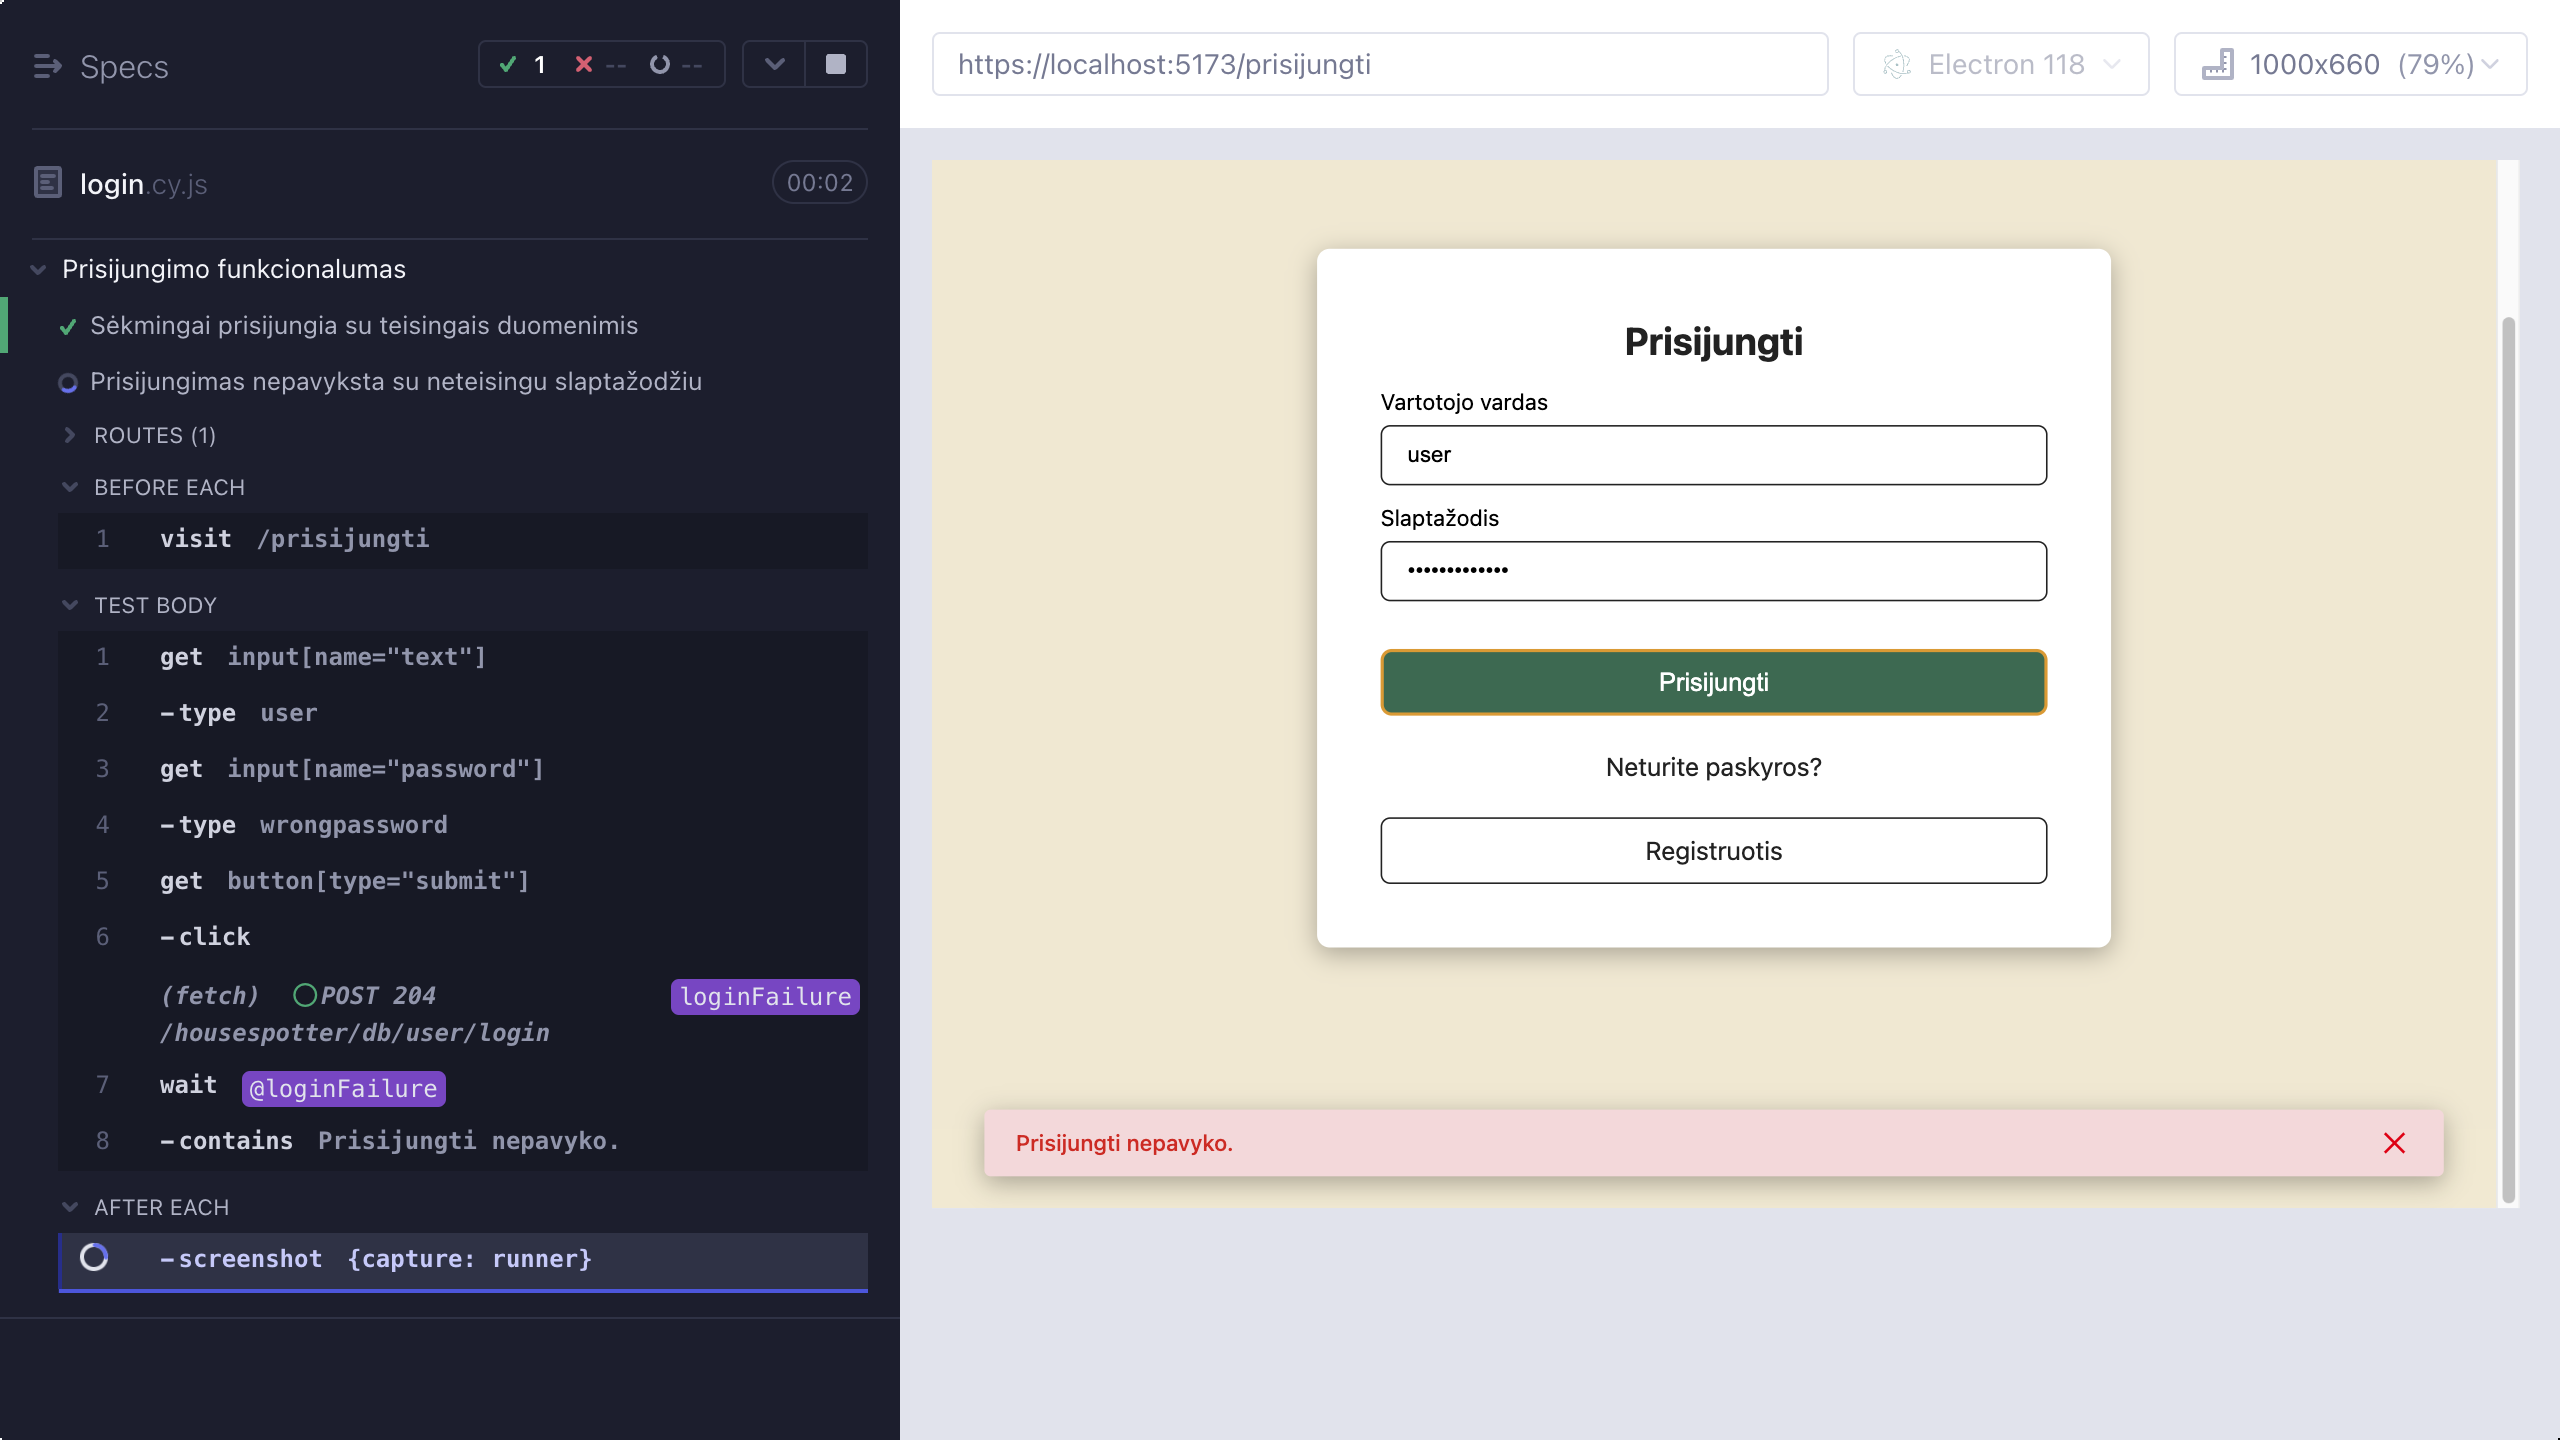 Specs
1 -- --
login.cy.js
00:02
Prisijungimo funkcionalumas
Sėkmingai prisijungia su teisingais duomenimis
Prisijungimas nepavyksta su neteisingu slaptažodžiu
ROUTES (1)
BEFORE EACH
1 visit /prisijungti
TEST BODY
1 get input[name="text"]
2 -type user
3 get input[name="password"]
4 -type wrongpassword
5 get button[type="submit"]
6 -click
(fetch) POST 204 loginFailure
/housespotter/db/user/login
7 wait @loginFailure
8 -contains Prisijungti nepavyko.
AFTER EACH
-screenshot {capture: runner}
https://localhost:5173/prisijungti
Electron 118
1000x660 (79%)
Prisijungti
Vartotojo vardas
user
Slaptažodis
•••••••••••••
Prisijungti
Neturite paskyros?
Registruotis
Prisijungti nepavyko.